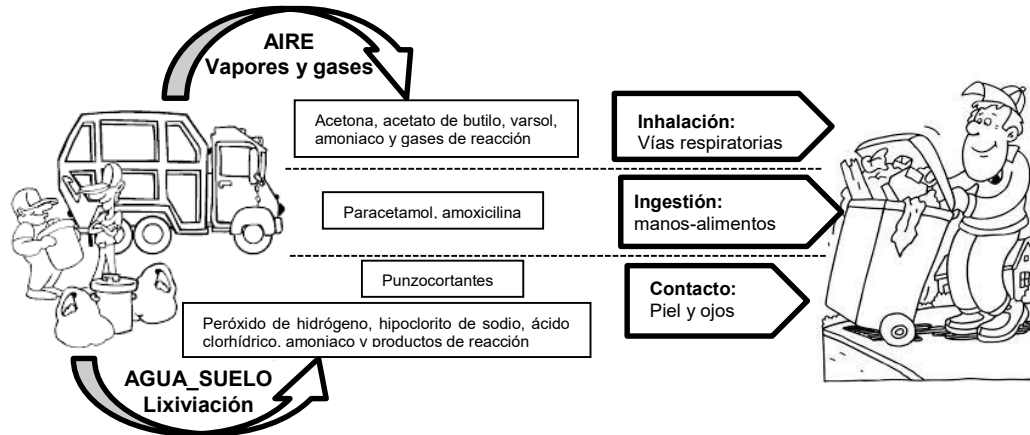 AIRE
Vapores y gases
Acetona, acetato de butilo, varsol,
amoniaco y gases de reacción
Inhalación:
Vías respiratorias
Paracetamol, amoxicilina
Ingestión:
manos-alimentos
Punzocortantes
Contacto:
Piel y ojos
Peróxido de hidrógeno, hipoclorito de sodio, ácido
clorhídrico, amoniaco y productos de reacción
AGUA_SUELO
Lixiviación